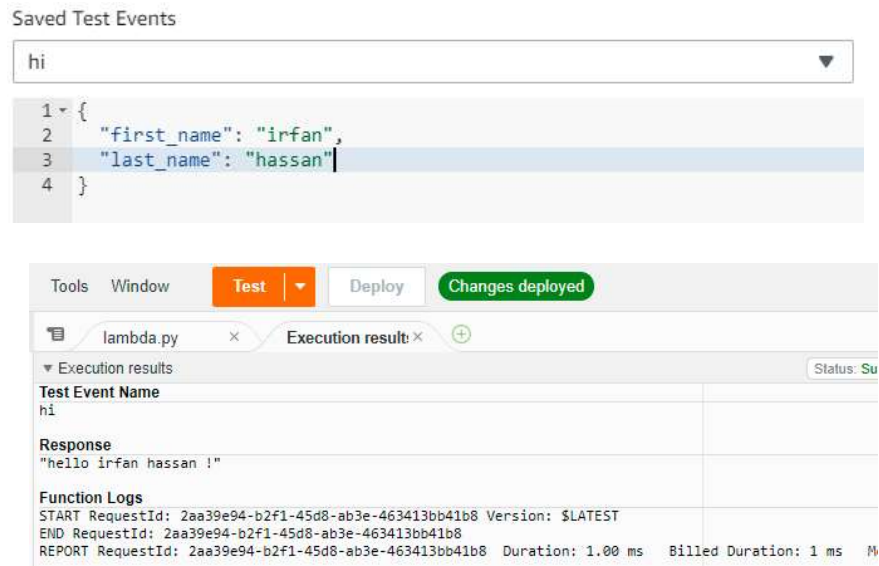 Saved Test Events
hi
1 {
2 "first_name": "irfan",
3 "last_name": "hassan"
4 }
Tools Window Test Deploy Changes deployed
lambda.py × Execution result ×
Execution results Status: Su
Test Event Name
hi
Response
"hello irfan hassan !"
Function Logs
START RequestId: 2aa39e94-b2f1-45d8-ab3e-463413bb41b8 Version: $LATEST
END RequestId: 2aa39e94-b2f1-45d8-ab3e-463413bb41b8
REPORT RequestId: 2aa39e94-b2f1-45d8-ab3e-463413bb41b8 Duration: 1.00 ms Billed Duration: 1 ms